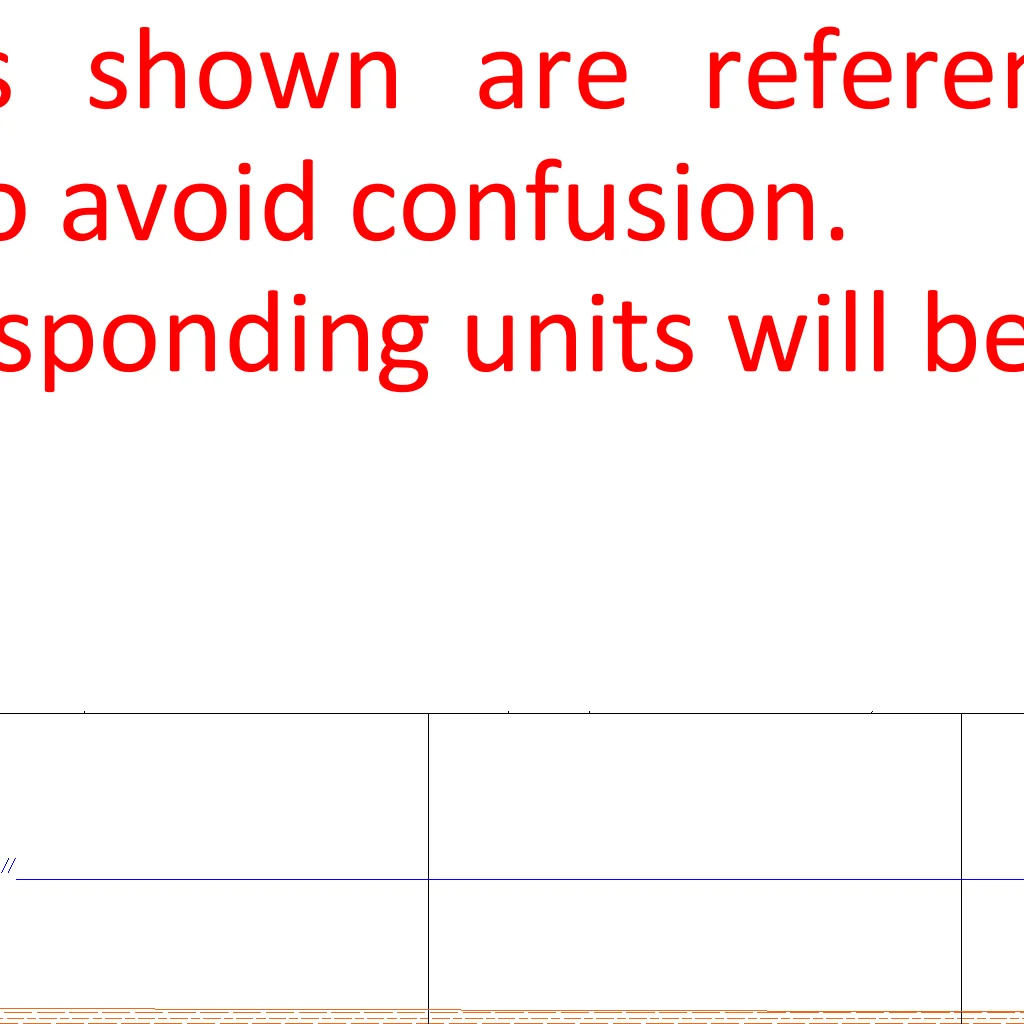 s shown are referen
o avoid confusion.
sponding units will be
//